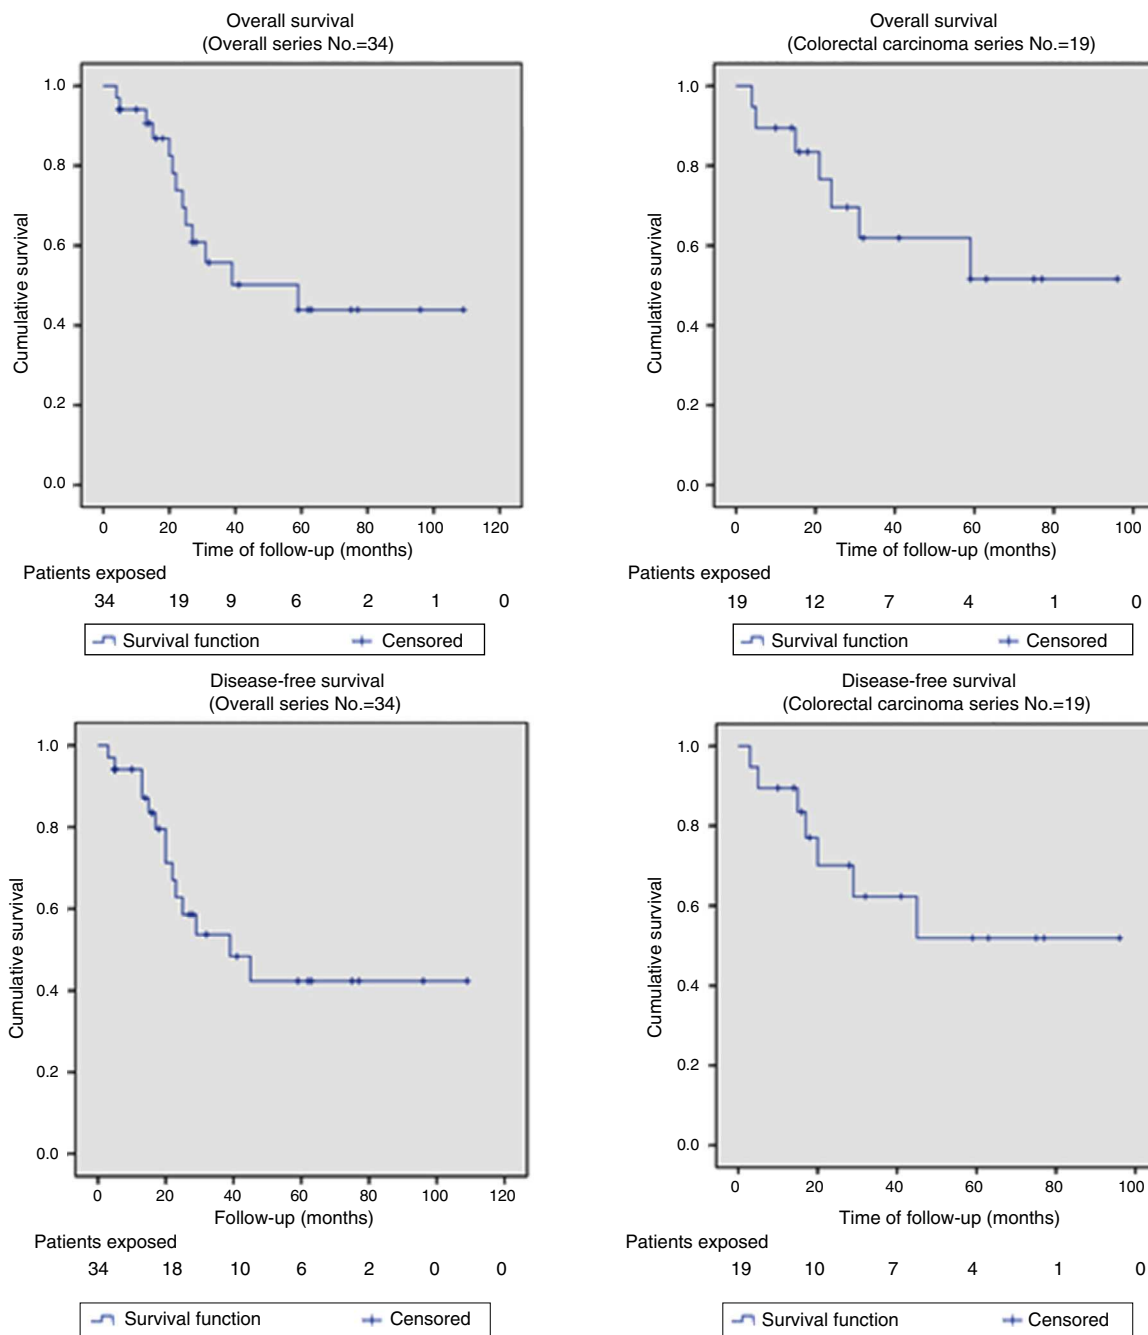 Overall survival
(Overall series No.=34)
1.0
0.8
0.6
0.4
0.2
0.0
Cumulative survival
0 20 40 60 80 100 120
Time of follow-up (months)
Patients exposed
34 19 9 6 2 1 0
Survival function Censored
Overall survival
(Colorectal carcinoma series No.=19)
1.0
0.8
0.6
0.4
0.2
0.0
Cumulative survival
0 20 40 60 80 100
Time of follow-up (months)
Patients exposed
19 12 7 4 1 0
Survival function Censored
Disease-free survival
(Overall series No.=34)
1.0
0.8
0.6
0.4
0.2
0.0
Cumulative survival
0 20 40 60 80 100 120
Follow-up (months)
Patients exposed
34 18 10 6 2 0 0
Survival function Censored
Disease-free survival
(Colorectal carcinoma series No.=19)
1.0
0.8
0.6
0.4
0.2
0.0
Cumulative survival
0 20 40 60 80 100
Time of follow-up (months)
Patients exposed
19 10 7 4 1 0
Survival function Censored